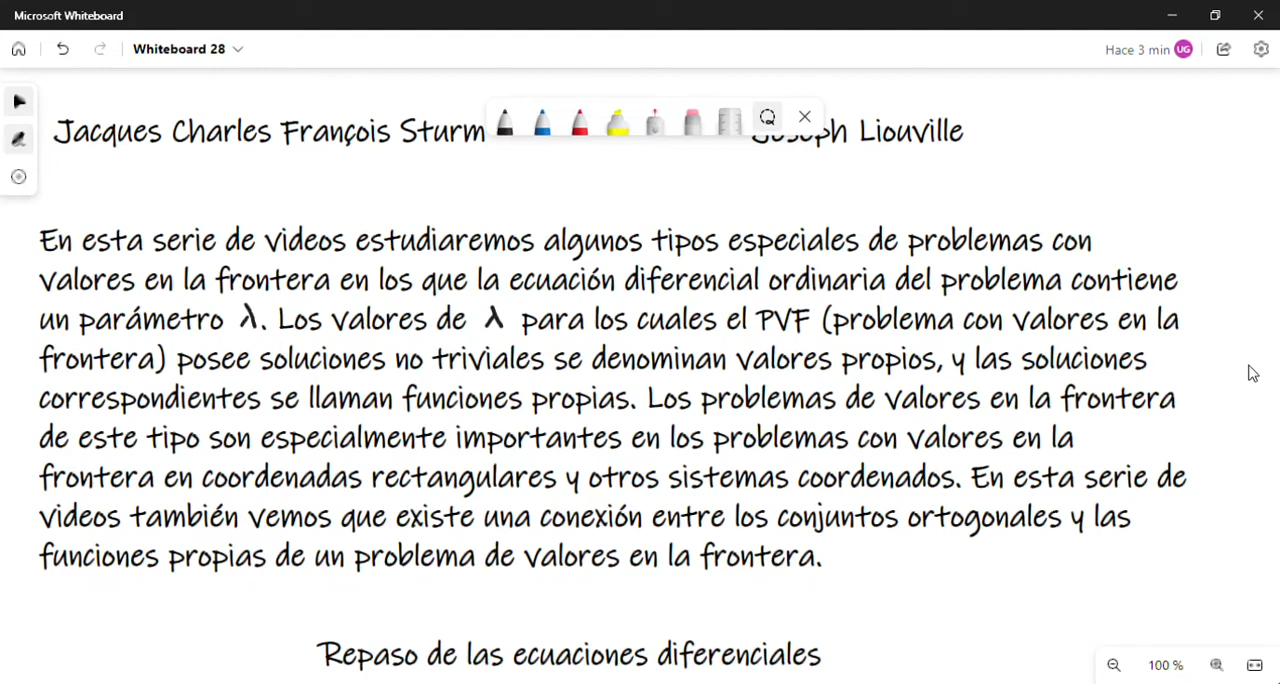 Microsoft Whiteboard
Whiteboard 28
Hace 3 min UG
Jacques Charles François Sturm Joseph Liouville
En esta serie de videos estudiaremos algunos tipos especiales de problemas con
valores en la frontera en los que la ecuación diferencial ordinaria del problema contiene
un parámetro λ. Los valores de λ para los cuales el PVF (problema con valores en la
frontera) posee soluciones no triviales se denominan valores propios, y las soluciones
correspondientes se llaman funciones propias. Los problemas de valores en la frontera
de este tipo son especialmente importantes en los problemas con valores en la
frontera en coordenadas rectangulares y otros sistemas coordenados. En esta serie de
videos también vemos que existe una conexión entre los conjuntos ortogonales y las
funciones propias de un problema de valores en la frontera.
Repaso de las ecuaciones diferenciales
100 %